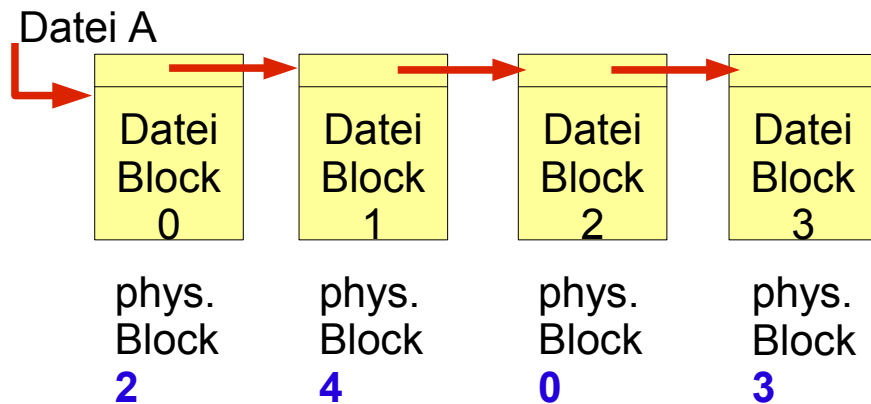 Datei A
Datei
Block
0
Datei
Block
1
Datei
Block
2
Datei
Block
3
phys.
Block
2
phys.
Block
4
phys.
Block
0
phys.
Block
3